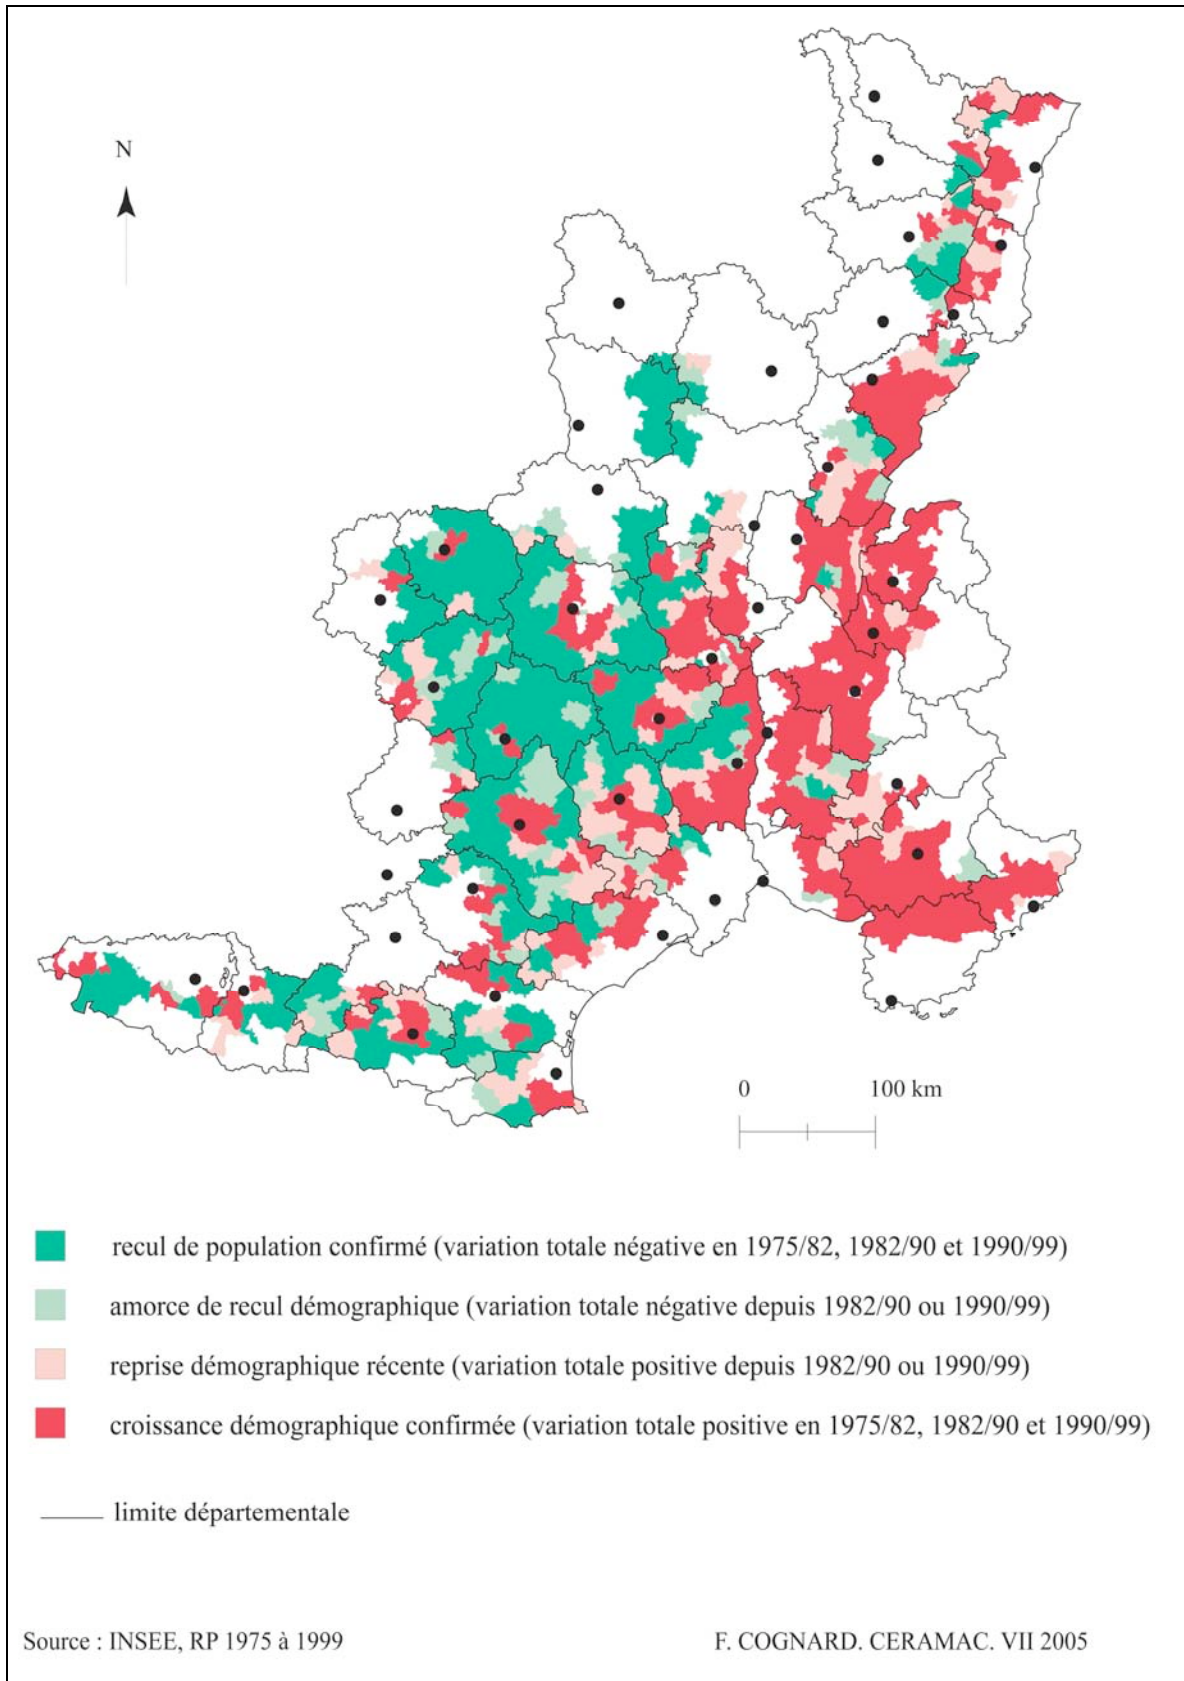 N
0 100 km
recul de population confirmé (variation totale négative en 1975/82, 1982/90 et 1990/99)
amorce de recul démographique (variation totale négative depuis 1982/90 ou 1990/99)
reprise démographique récente (variation totale positive depuis 1982/90 ou 1990/99)
croissance démographique confirmée (variation totale positive en 1975/82, 1982/90 et 1990/99)
limite départementale
Source : INSEE, RP 1975 à 1999 F. COGNARD. CERAMAC. VII 2005